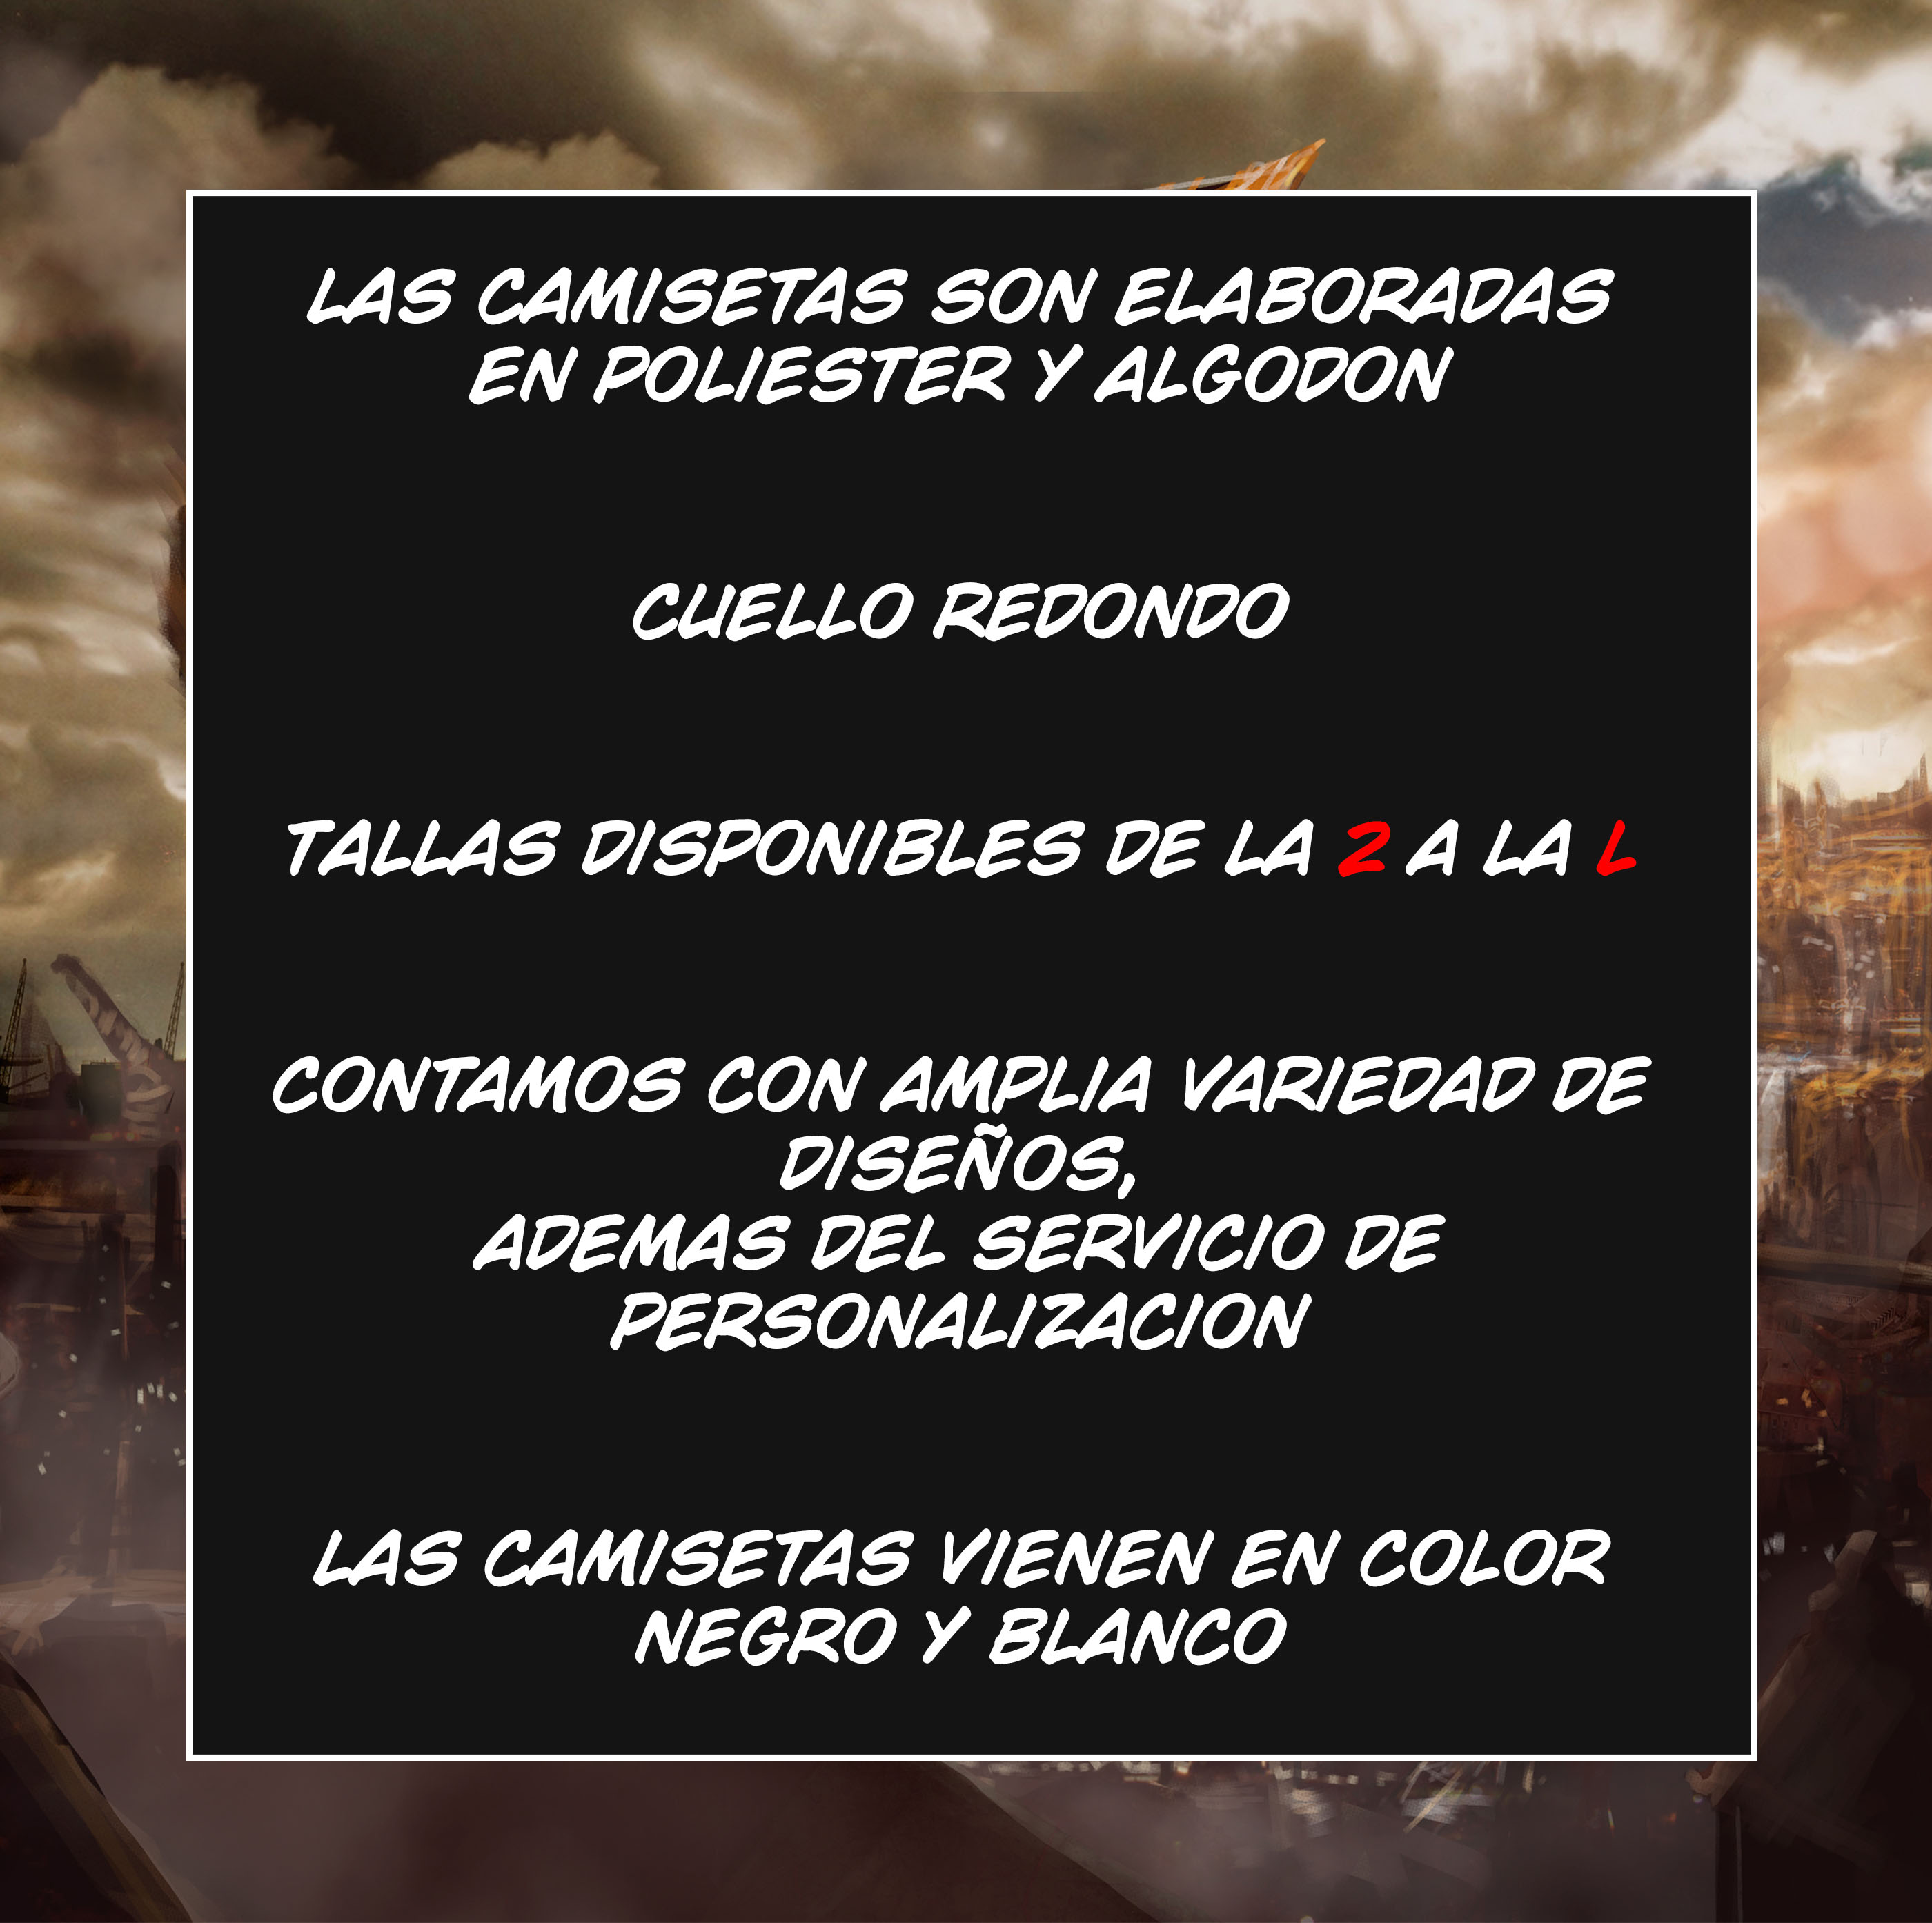 LAS CAMISETAS SON ELABORADAS
EN POLIESTER Y ALGODON
CUELLO REDONDO
TALLAS DISPONIBLES DE LA 2 A LA L
CONTAMOS CON AMPLIA VARIEDAD DE
DISEÑOS,
ADEMAS DEL SERVICIO DE
PERSONALIZACION
LAS CAMISETAS VIENEN EN COLOR
NEGRO Y BLANCO